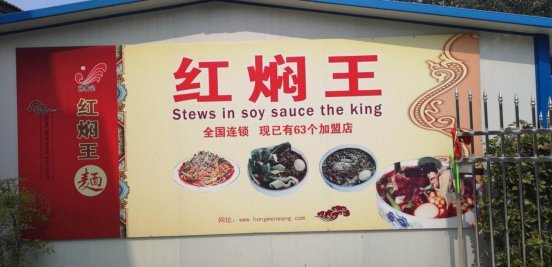 红焖王
麺
红焖王
Stews in soy sauce the king
全国连锁 现已有63个加盟店
网址：www.hongmenwang.com